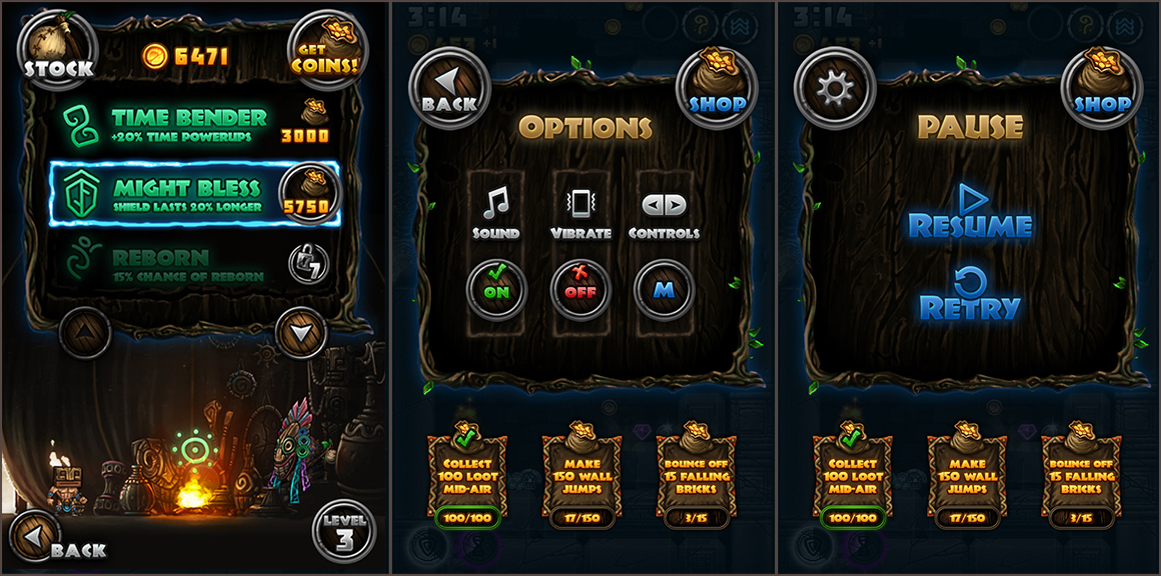 STOCK
6471
GET
COINS!
TIME BENDER
+20% TIME POWERUPS
3000
MIGHT BLESS
SHIELD LASTS 20% LONGER
5750
REBORN
15% CHANCE OF REBORN
7
BACK
LEVEL
3
3:14
+1
BACK
SHOP
OPTIONS
SOUND
VIBRATE
CONTROLS
ON
OFF
M
COLLECT
100 LOOT
MID-AIR
100/100
MAKE
150 WALL
JUMPS
17/150
BOUNCE OFF
15 FALLING
BRICKS
3/15
3:14
+1
SHOP
PAUSE
RESUME
RETRY
COLLECT
100 LOOT
MID-AIR
100/100
MAKE
150 WALL
JUMPS
17/150
BOUNCE OFF
15 FALLING
BRICKS
3/15